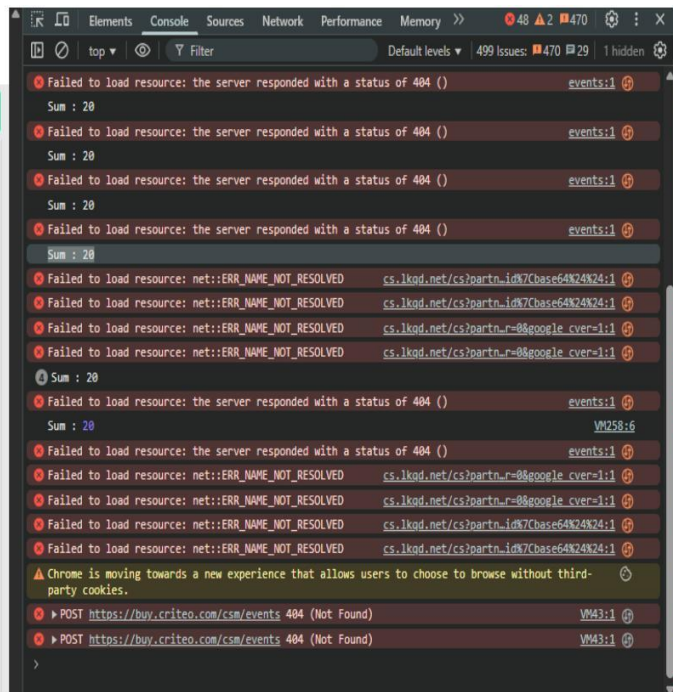 Elements Console Sources Network Performance Memory 48 2 470
top Filter Default levels 499 Issues: 470 29 1 hidden
Failed to load resource: the server responded with a status of 404 () events:1
Sum : 20
Failed to load resource: the server responded with a status of 404 () events:1
Sum : 20
Failed to load resource: the server responded with a status of 404 () events:1
Sum : 20
Failed to load resource: the server responded with a status of 404 () events:1
Sum : 20
Failed to load resource: net::ERR_NAME_NOT_RESOLVED cs.lkqd.net/cs?partn…id%7Cbase64%24%24:1
Failed to load resource: net::ERR_NAME_NOT_RESOLVED cs.lkqd.net/cs?partn…id%7Cbase64%24%24:1
Failed to load resource: net::ERR_NAME_NOT_RESOLVED cs.lkqd.net/cs?partn…r=0&google_cver=1:1
Failed to load resource: net::ERR_NAME_NOT_RESOLVED cs.lkqd.net/cs?partn…r=0&google_cver=1:1
4 Sum : 20
Failed to load resource: the server responded with a status of 404 () events:1
Sum : 20 VM258:6
Failed to load resource: the server responded with a status of 404 () events:1
Failed to load resource: net::ERR_NAME_NOT_RESOLVED cs.lkqd.net/cs?partn…r=0&google_cver=1:1
Failed to load resource: net::ERR_NAME_NOT_RESOLVED cs.lkqd.net/cs?partn…r=0&google_cver=1:1
Failed to load resource: net::ERR_NAME_NOT_RESOLVED cs.lkqd.net/cs?partn…id%7Cbase64%24%24:1
Failed to load resource: net::ERR_NAME_NOT_RESOLVED cs.lkqd.net/cs?partn…id%7Cbase64%24%24:1
Chrome is moving towards a new experience that allows users to choose to browse without third-
party cookies.
POST https://buy.criteo.com/csm/events 404 (Not Found) VM43:1
POST https://buy.criteo.com/csm/events 404 (Not Found) VM43:1